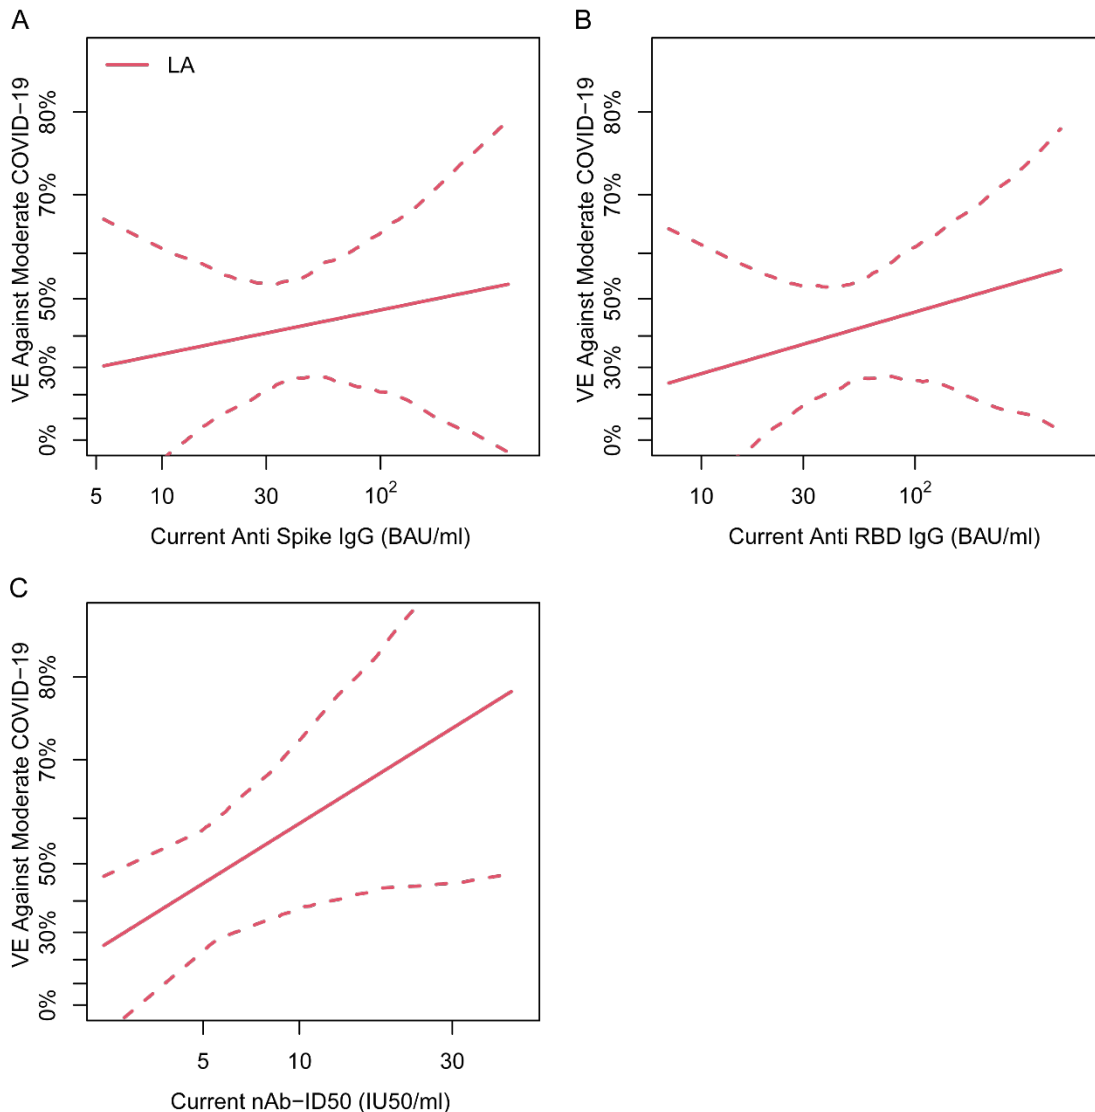 A
LA
VE Against Moderate COVID−19
80%
70%
50%
30%
0%
5
10
30
10²
Current Anti Spike IgG (BAU/ml)
B
VE Against Moderate COVID−19
80%
70%
50%
30%
0%
10
30
10²
Current Anti RBD IgG (BAU/ml)
C
VE Against Moderate COVID−19
80%
70%
50%
30%
0%
5
10
30
Current nAb−ID50 (IU50/ml)